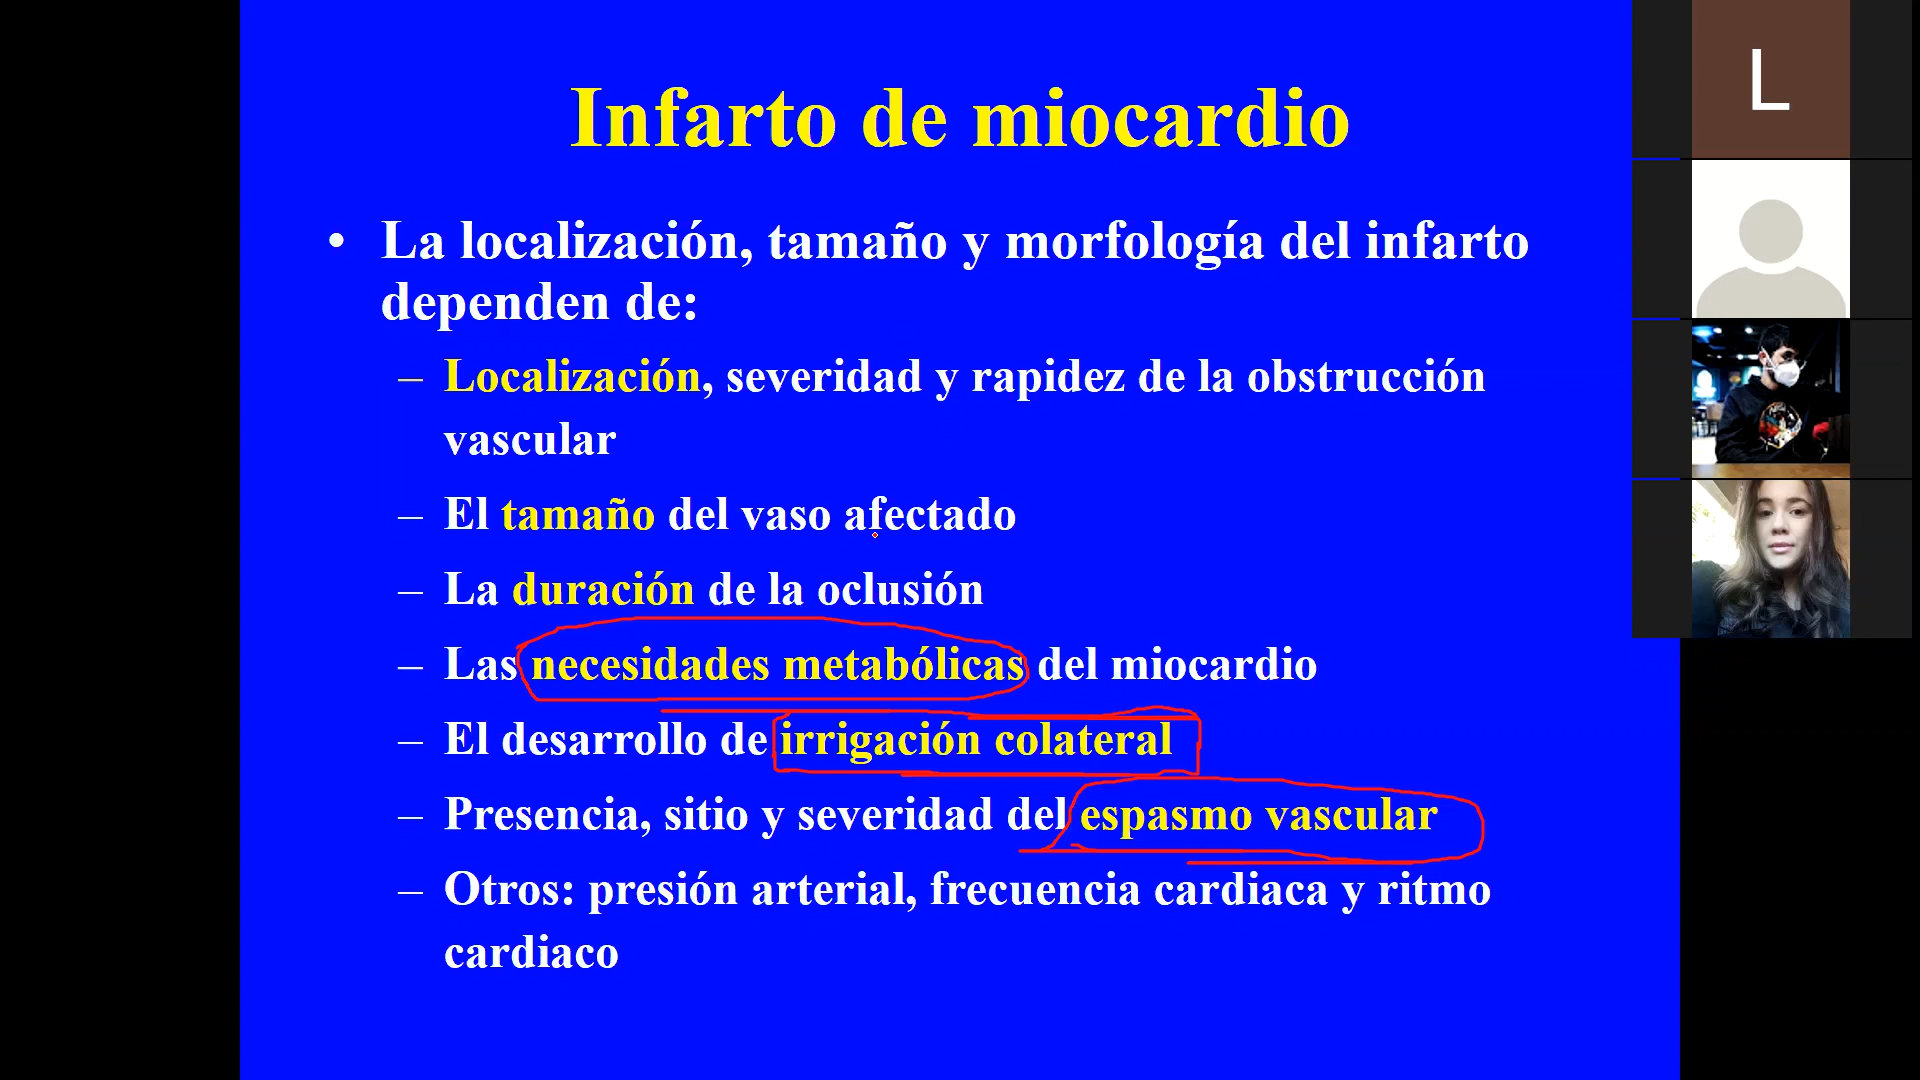 Infarto de miocardio
• La localización, tamaño y morfología del infarto
dependen de:
– Localización, severidad y rapidez de la obstrucción
vascular
– El tamaño del vaso afectado
– La duración de la oclusión
– Las necesidades metabólicas del miocardio
– El desarrollo de irrigación colateral
– Presencia, sitio y severidad del espasmo vascular
– Otros: presión arterial, frecuencia cardiaca y ritmo
cardiaco
L